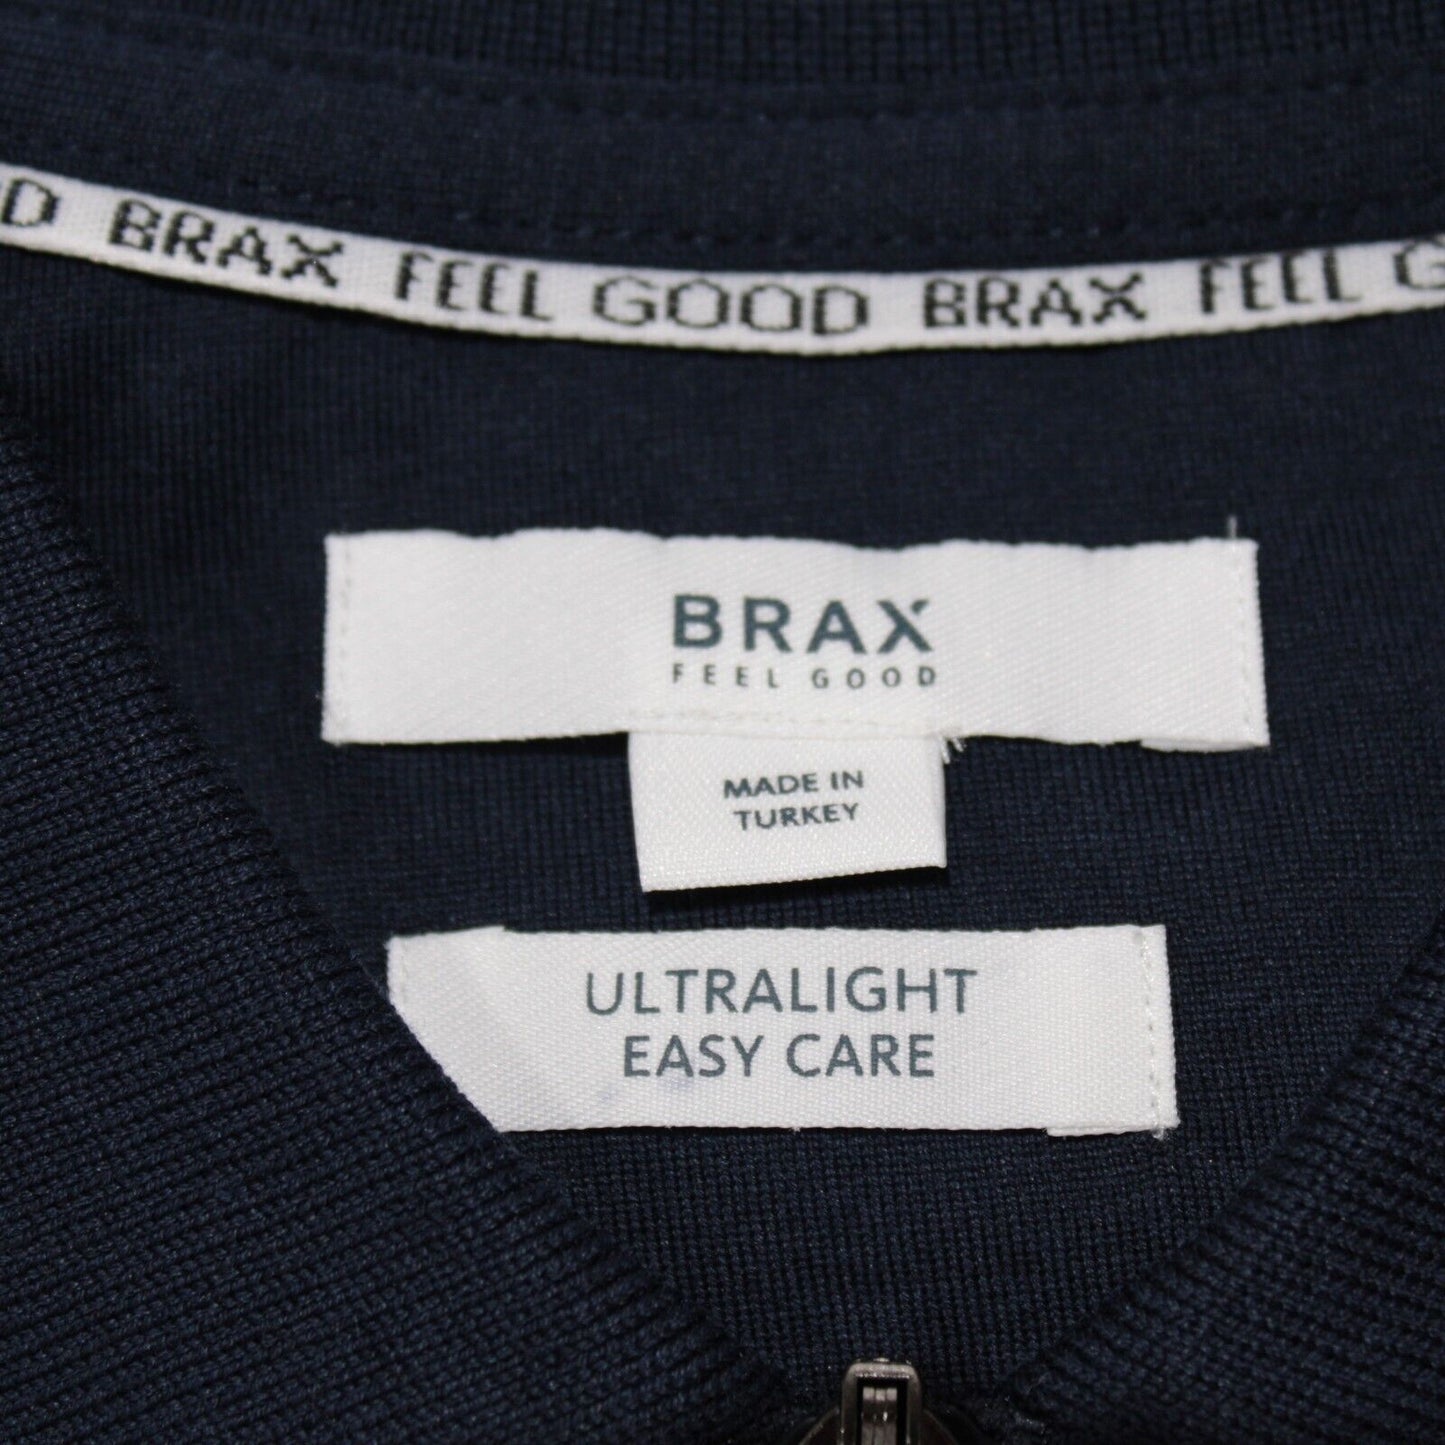 D BRAX FEEL GOOD BRAX FEEL G
BRAX
FEEL GOOD
MADE IN
TURKEY
ULTRALIGHT
EASY CARE